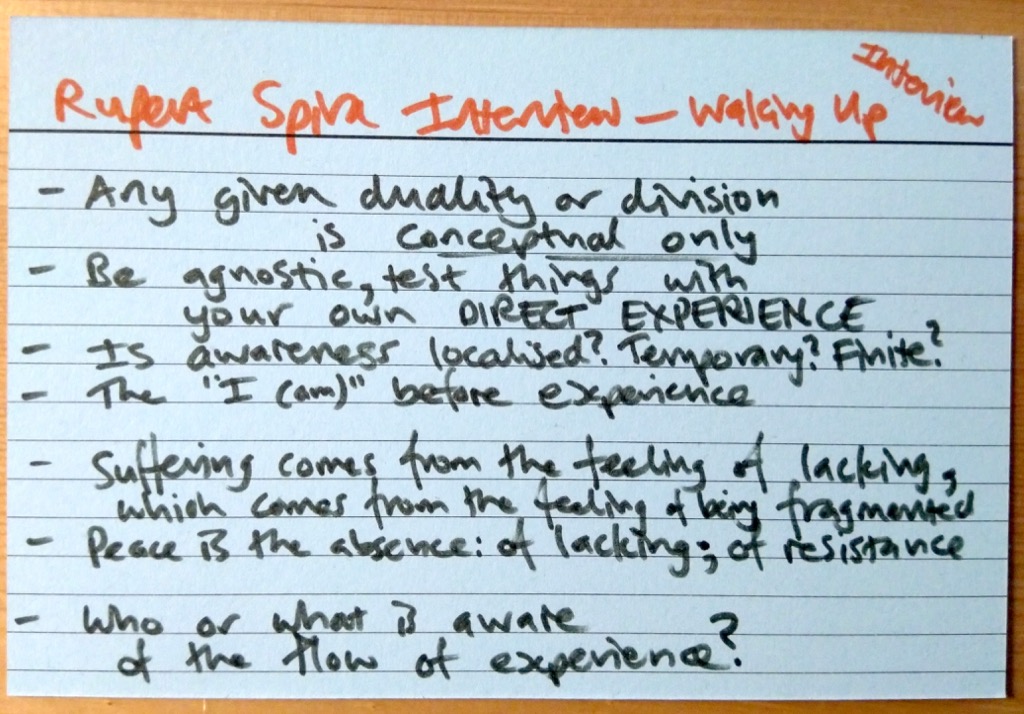 Interview
Rupert Spira Interview – Waking Up
- Any given duality or division
is conceptual only
- Be agnostic, test things with
your own DIRECT EXPERIENCE
- Is awareness localised? Temporary? Finite?
- The "I (am)" before experience
- Suffering comes from the feeling of lacking,
which comes from the feeling of being fragmented
- Peace is the absence: of lacking; of resistance
- Who or what is aware
of the flow of experience?